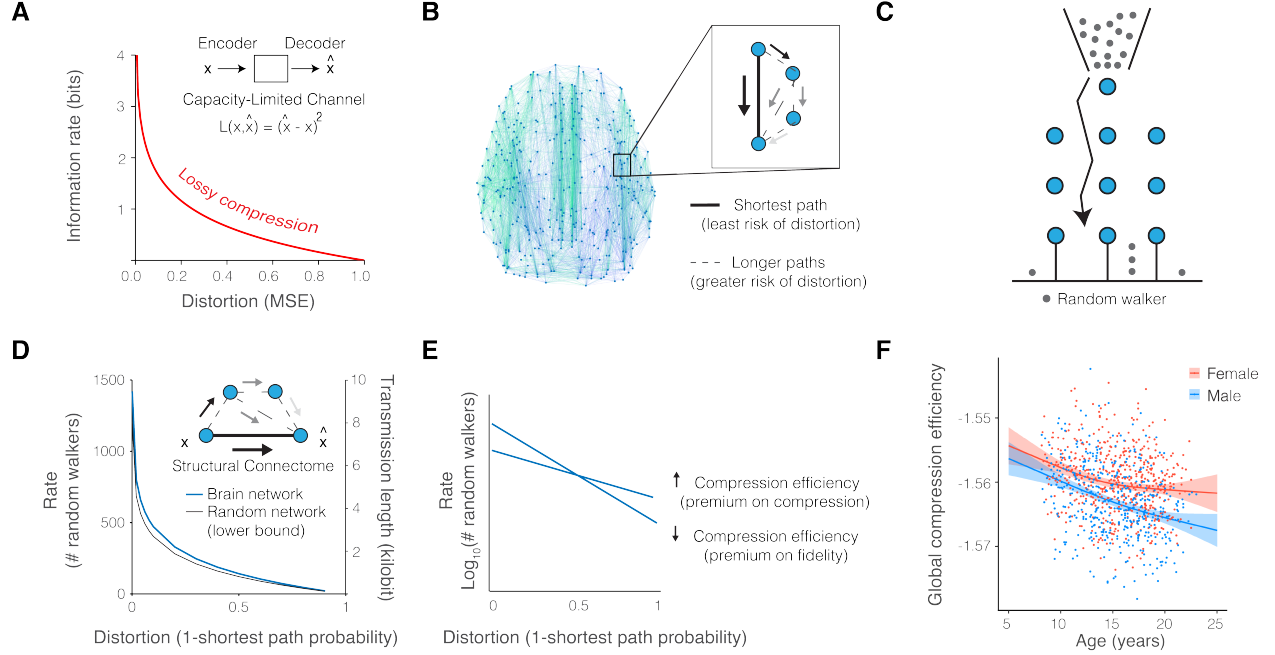 A
Encoder
Decoder
x
x̂
Capacity-Limited Channel
L(x,x̂) = (x̂ - x)²
Lossy compression
Information rate (bits)
4
3
2
1
0.0
0.2
0.4
0.6
0.8
1.0
Distortion (MSE)
B
Shortest path
(least risk of distortion)
Longer paths
(greater risk of distortion)
C
Random walker
D
Rate
(# random walkers)
1500
1000
500
0
10
8
6
4
2
Transmission length (kilobit)
x
x̂
Structural Connectome
Brain network
Random network
(lower bound)
0
0.5
1
Distortion (1-shortest path probability)
E
Rate
Log10(# random walkers)
0
0.5
1
Distortion (1-shortest path probability)
Compression efficiency
(premium on compression)
Compression efficiency
(premium on fidelity)
F
Global compression efficiency
-1.55
-1.56
-1.57
Female
Male
5
10
15
20
25
Age (years)